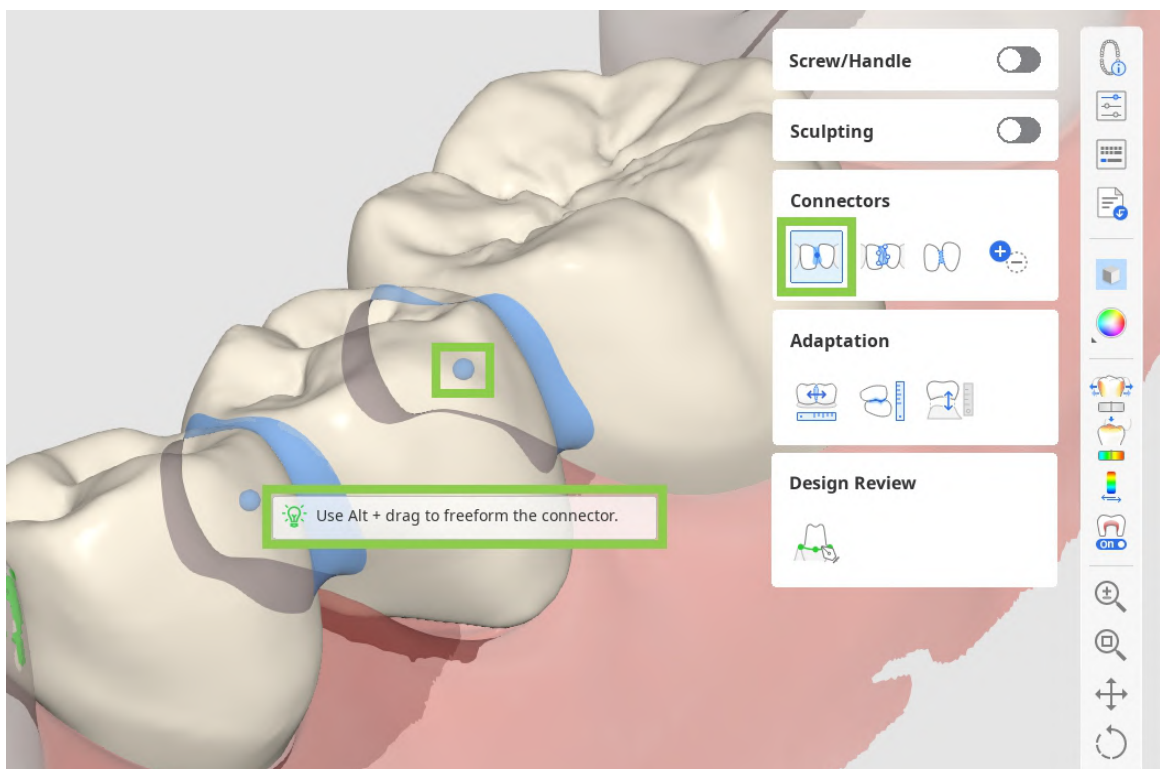 Screw/Handle
Sculpting
Connectors
Adaptation
Use Alt + drag to freeform the connector.
Design Review
On